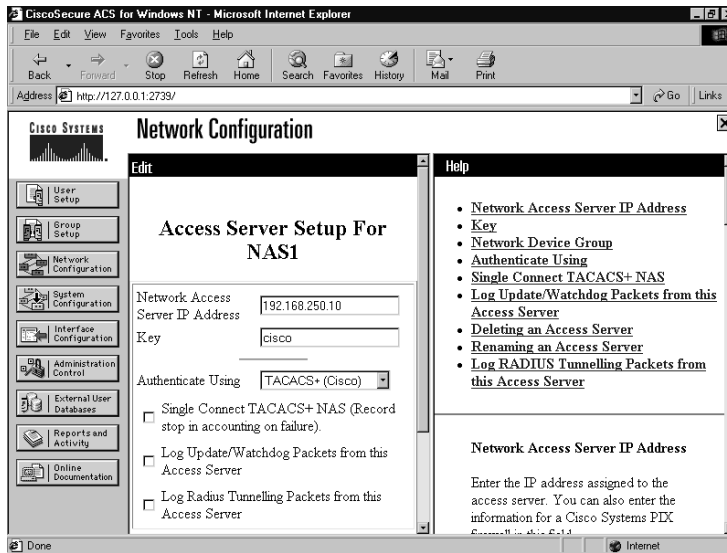 CiscoSecure ACS for Windows NT - Microsoft Internet Explorer
File Edit View Favorites Tools Help
Back Forward Stop Refresh Home Search Favorites History Mail Print
Address http://127.0.0.1:2739/ Go Links
CISCO SYSTEMS
Network Configuration
User Setup
Group Setup
Network Configuration
System Configuration
Interface Configuration
Administration Control
External User Databases
Reports and Activity
Online Documentation
Edit
Access Server Setup For
NAS1
Network Access
Server IP Address 192.168.250.10
Key cisco
Authenticate Using TACACS+ (Cisco)
Single Connect TACACS+ NAS (Record
stop in accounting on failure).
Log Update/Watchdog Packets from this
Access Server
Log Radius Tunnelling Packets from this
Access Server
Help
Network Access Server IP Address
Key
Network Device Group
Authenticate Using
Single Connect TACACS+ NAS
Log Update/Watchdog Packets from this
Access Server
Deleting an Access Server
Renaming an Access Server
Log RADIUS Tunnelling Packets from
this Access Server
Network Access Server IP Address
Enter the IP address assigned to the
access server. You can also enter the
information for a Cisco Systems PIX
firewall in this field.
Done Internet